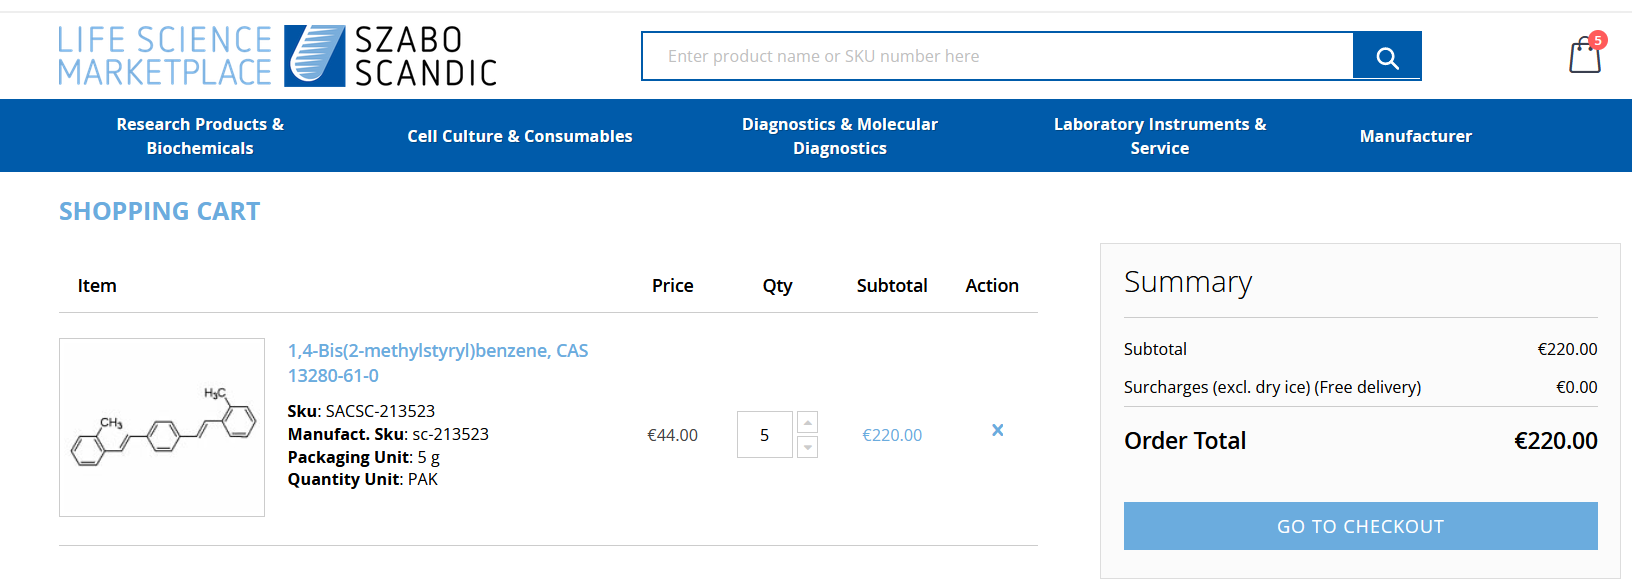 LIFE SCIENCE
MARKETPLACE
SZABO
SCANDIC
Enter product name or SKU number here
5
Research Products &
Biochemicals
Cell Culture & Consumables
Diagnostics & Molecular
Diagnostics
Laboratory Instruments &
Service
Manufacturer
SHOPPING CART
Item Price Qty Subtotal Action
1,4-Bis(2-methylstyryl)benzene, CAS
13280-61-0
Sku: SACSC-213523
Manufact. Sku: sc-213523
Packaging Unit: 5 g
Quantity Unit: PAK
CH₃
H₃C
€44.00 5 €220.00
Summary
Subtotal €220.00
Surcharges (excl. dry ice) (Free delivery) €0.00
Order Total €220.00
GO TO CHECKOUT